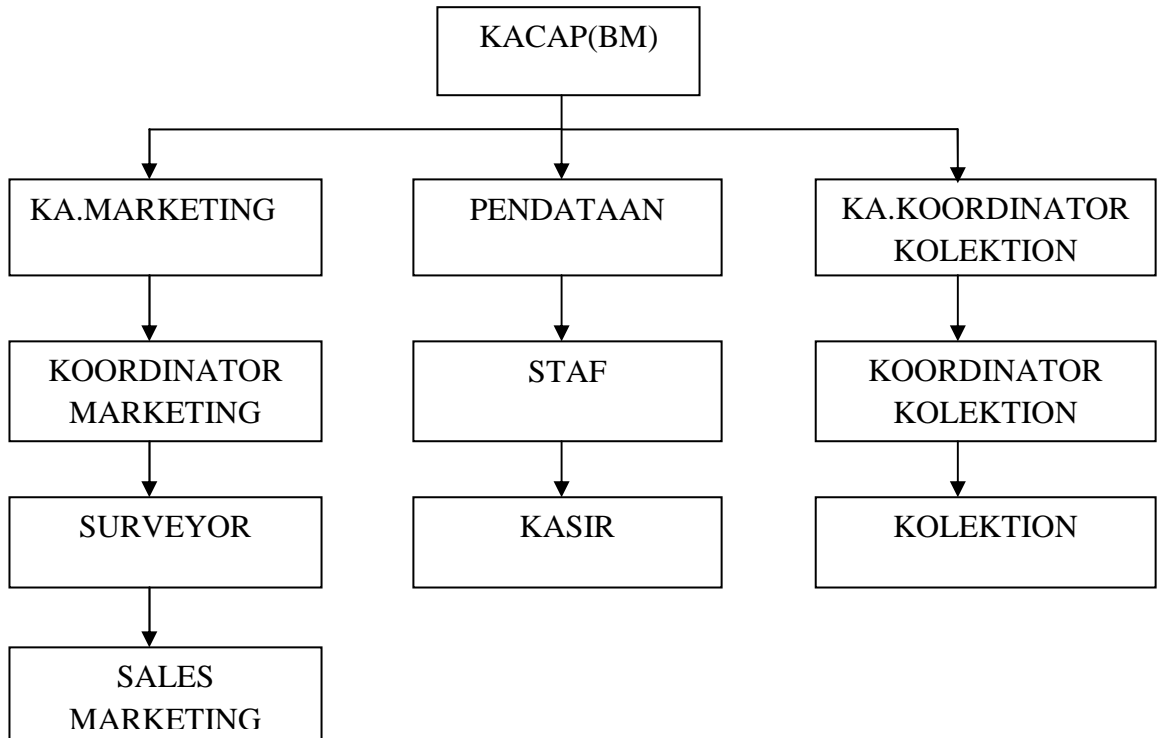 KACAP(BM)
KA.MARKETING
PENDATAAN
KA.KOORDINATOR
KOLEKTION
KOORDINATOR
MARKETING
STAF
KOORDINATOR
KOLEKTION
SURVEYOR
KASIR
KOLEKTION
SALES
MARKETING